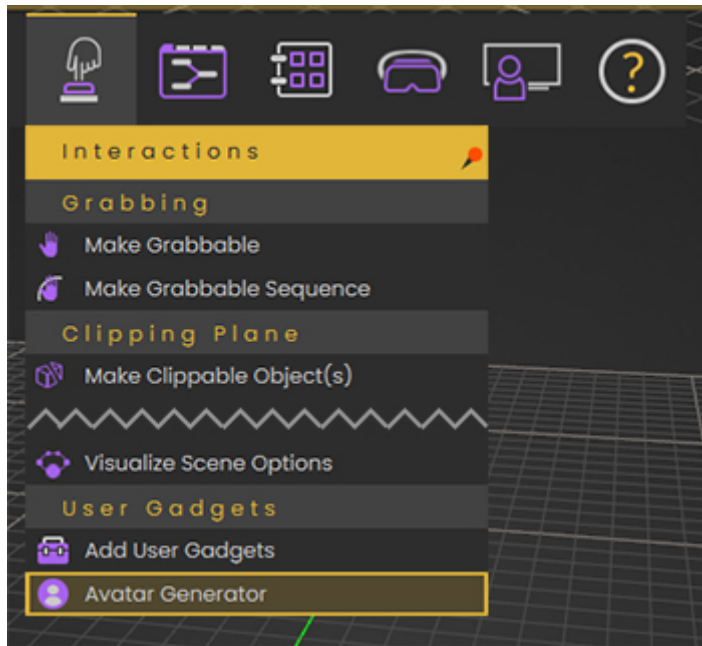 ?
Interactions
Grabbing
Make Grabbable
Make Grabbable Sequence
Clipping Plane
Make Clippable Object(s)
Visualize Scene Options
User Gadgets
Add User Gadgets
Avatar Generator